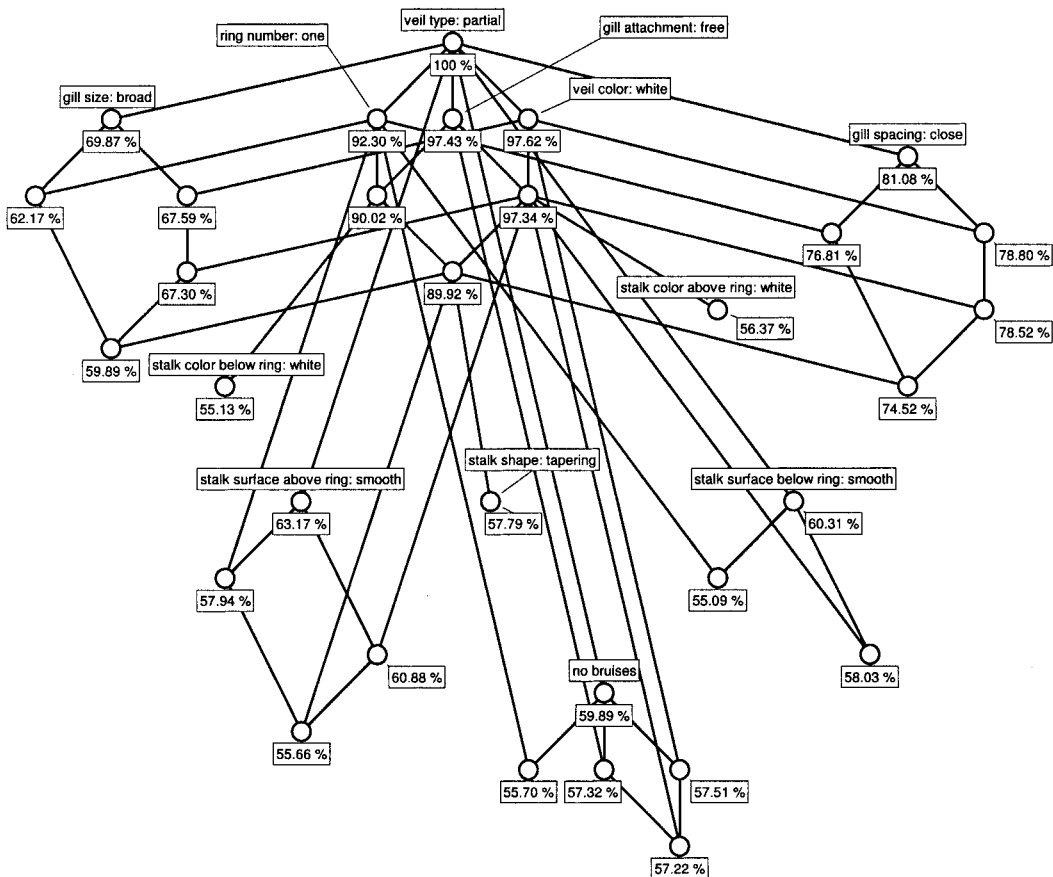 veil type: partial
ring number: one
gill attachment: free
100 %
gill size: broad
veil color: white
gill spacing: close
69.87 %
92.30 %
97.43 %
97.62 %
81.08 %
62.17 %
67.59 %
90.02 %
97.34 %
76.81 %
78.80 %
67.30 %
89.92 %
stalk color above ring: white
56.37 %
78.52 %
59.89 %
stalk color below ring: white
55.13 %
74.52 %
stalk shape: tapering
stalk surface above ring: smooth
stalk surface below ring: smooth
63.17 %
57.79 %
60.31 %
57.94 %
55.09 %
60.88 %
no bruises
58.03 %
59.89 %
55.66 %
55.70 %
57.32 %
57.51 %
57.22 %